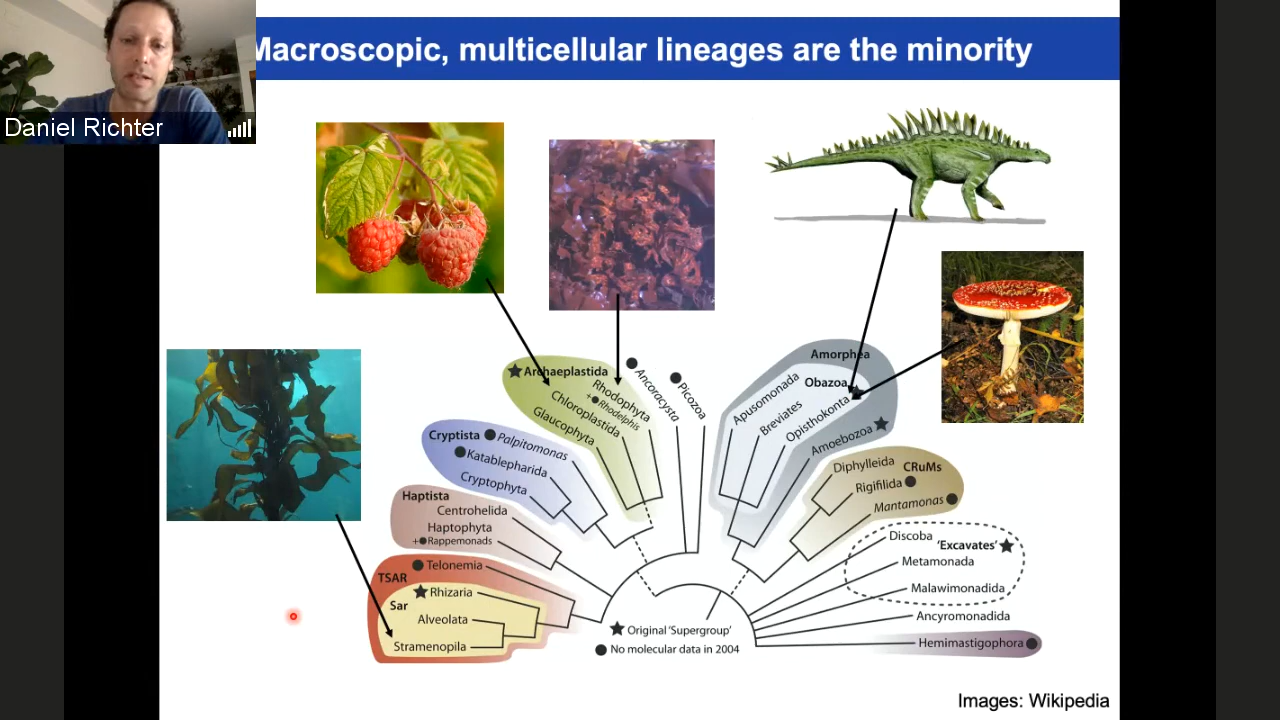 Macroscopic, multicellular lineages are the minority
Daniel Richter
Amorphea
Obazoa
Apusomonada
Breviates
Opisthokonta
Amoebozoa
Archaeplastida
Rhodophyta
+Rhodelphis
Chloroplastida
Glaucophyta
Ancoracysta
Picozoa
Cryptista
Palpitomonas
Katablepharida
Cryptophyta
Haptista
Centrohelida
Haptophyta
+Rappemonads
TSAR
Telonemia
Sar
Rhizaria
Alveolata
Stramenopila
Diphylleida
CRuMs
Rigifilida
Mantamonas
Discoba
'Excavates'
Metamonada
Malawimonadida
Ancyromonadida
Hemimastigophora
Original 'Supergroup'
No molecular data in 2004
Images: Wikipedia